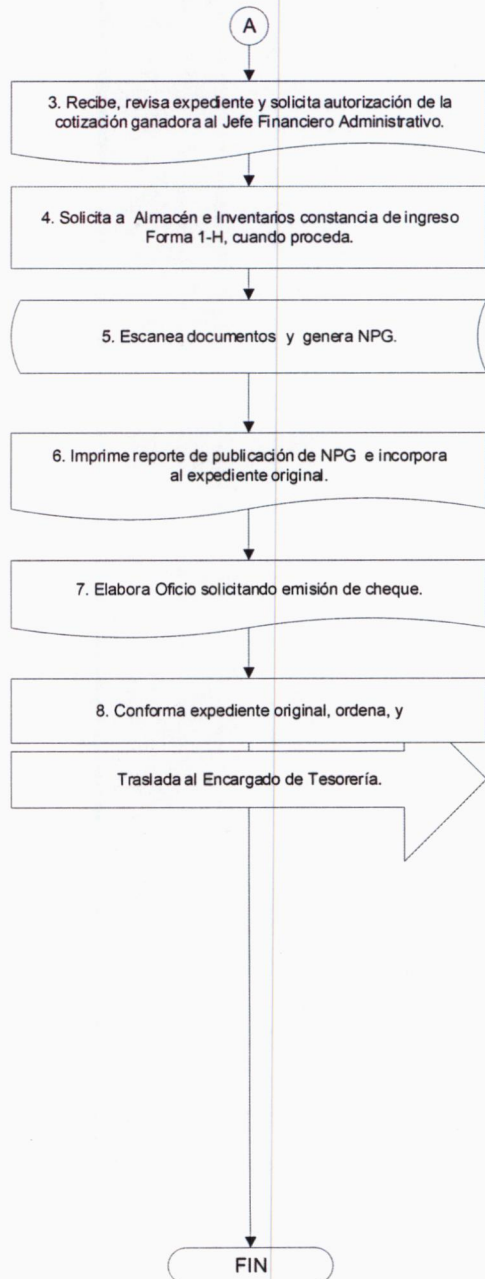 A
3. Recibe, revisa expediente y solicita autorización de la
cotización ganadora al Jefe Financiero Administrativo.
4. Solicita a Almacén e Inventarios constancia de ingreso
Forma 1-H, cuando proceda.
5. Escanea documentos y genera NPG.
6. Imprime reporte de publicación de NPG e incorpora
al expediente original.
7. Elabora Oficio solicitando emisión de cheque.
8. Conforma expediente original, ordena, y
Traslada al Encargado de Tesorería.
FIN